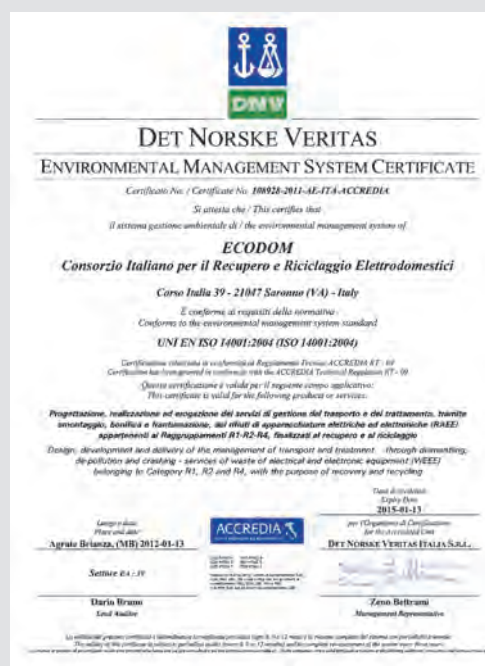 DNV
DET NORSKE VERITAS
ENVIRONMENTAL MANAGEMENT SYSTEM CERTIFICATE
Certificato No. / Certificate No. 108928-2011-AE-ITA-ACCREDIA
Si attesta che / This certifies that
il sistema gestione ambientale di / the environmental management system of
ECODOM
Consorzio Italiano per il Recupero e Riciclaggio Elettrodomestici
Corso Italia 39 - 21047 Saronno (VA) - Italy
È conforme ai requisiti della normativa
Conforms to the environmental management system standard
UNI EN ISO 14001:2004 (ISO 14001:2004)
Certificazione rilasciata in conformità al Regolamento Tecnico ACCREDIA RT - 09
Certification has been granted in conformity with the ACCREDIA Technical Regulation RT - 09
Questa certificazione è valida per il seguente campo applicativo:
This certificate is valid for the following products or services:
Progettazione, realizzazione ed erogazione dei servizi di gestione del trasporto e del trattamento, tramite
smontaggio, bonifica e frantumazione, dei rifiuti di apparecchiature elettriche ed elettroniche (RAEE)
appartenenti ai Raggruppamenti R1-R2-R4, finalizzati al recupero e al riciclaggio
Design, development and delivery of the management of transport and treatment - through dismantling,
de-pollution and crashing - services of waste of electrical and electronic equipment (WEEE)
belonging to Category R1, R2 and R4, with the purpose of recovery and recycling
Data di scadenza:
Expiry Date
2015-01-13
Luogo e data
Place and date
Agrate Brianza, (MB) 2012-01-13
ACCREDIA
per l'Organismo di Certificazione
for the Accredited Unit
DET NORSKE VERITAS ITALIA S.R.L.
Settore EA : 39
Dario Bruno
Lead Auditor
Zeno Beltrami
Management Representative